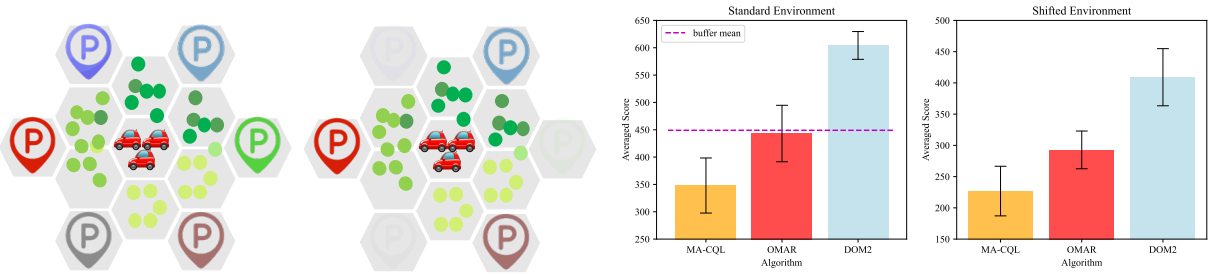 P
P
P
P
P
P
P
P
P
P
P
P
Standard Environment
650
600
550
500
450
400
350
300
250
buffer mean
Averaged Score
MA-CQL
OMAR
DOM2
Algorithm
Shifted Environment
500
450
400
350
300
250
200
150
Averaged Score
MA-CQL
OMAR
DOM2
Algorithm